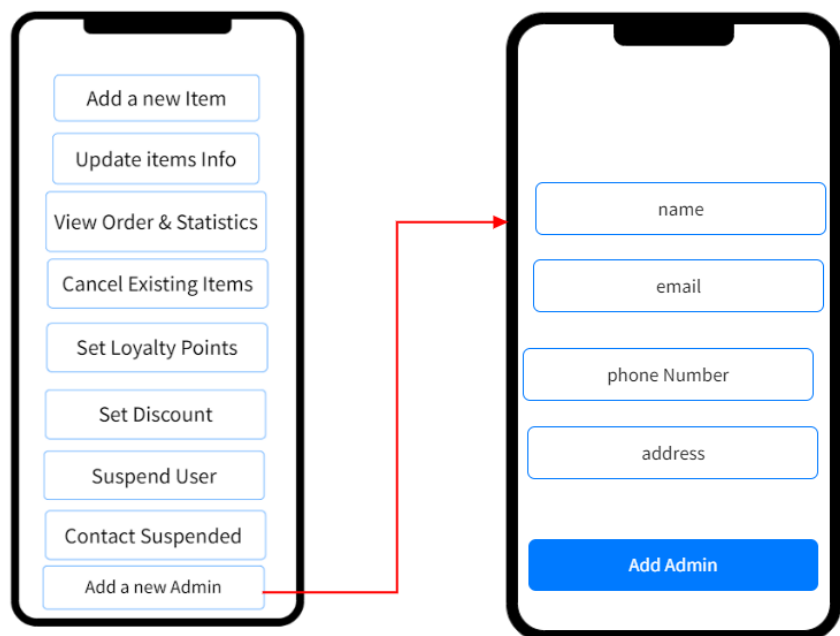 Add a new Item
Update items Info
View Order & Statistics
Cancel Existing Items
Set Loyalty Points
Set Discount
Suspend User
Contact Suspended
Add a new Admin
name
email
phone Number
address
Add Admin